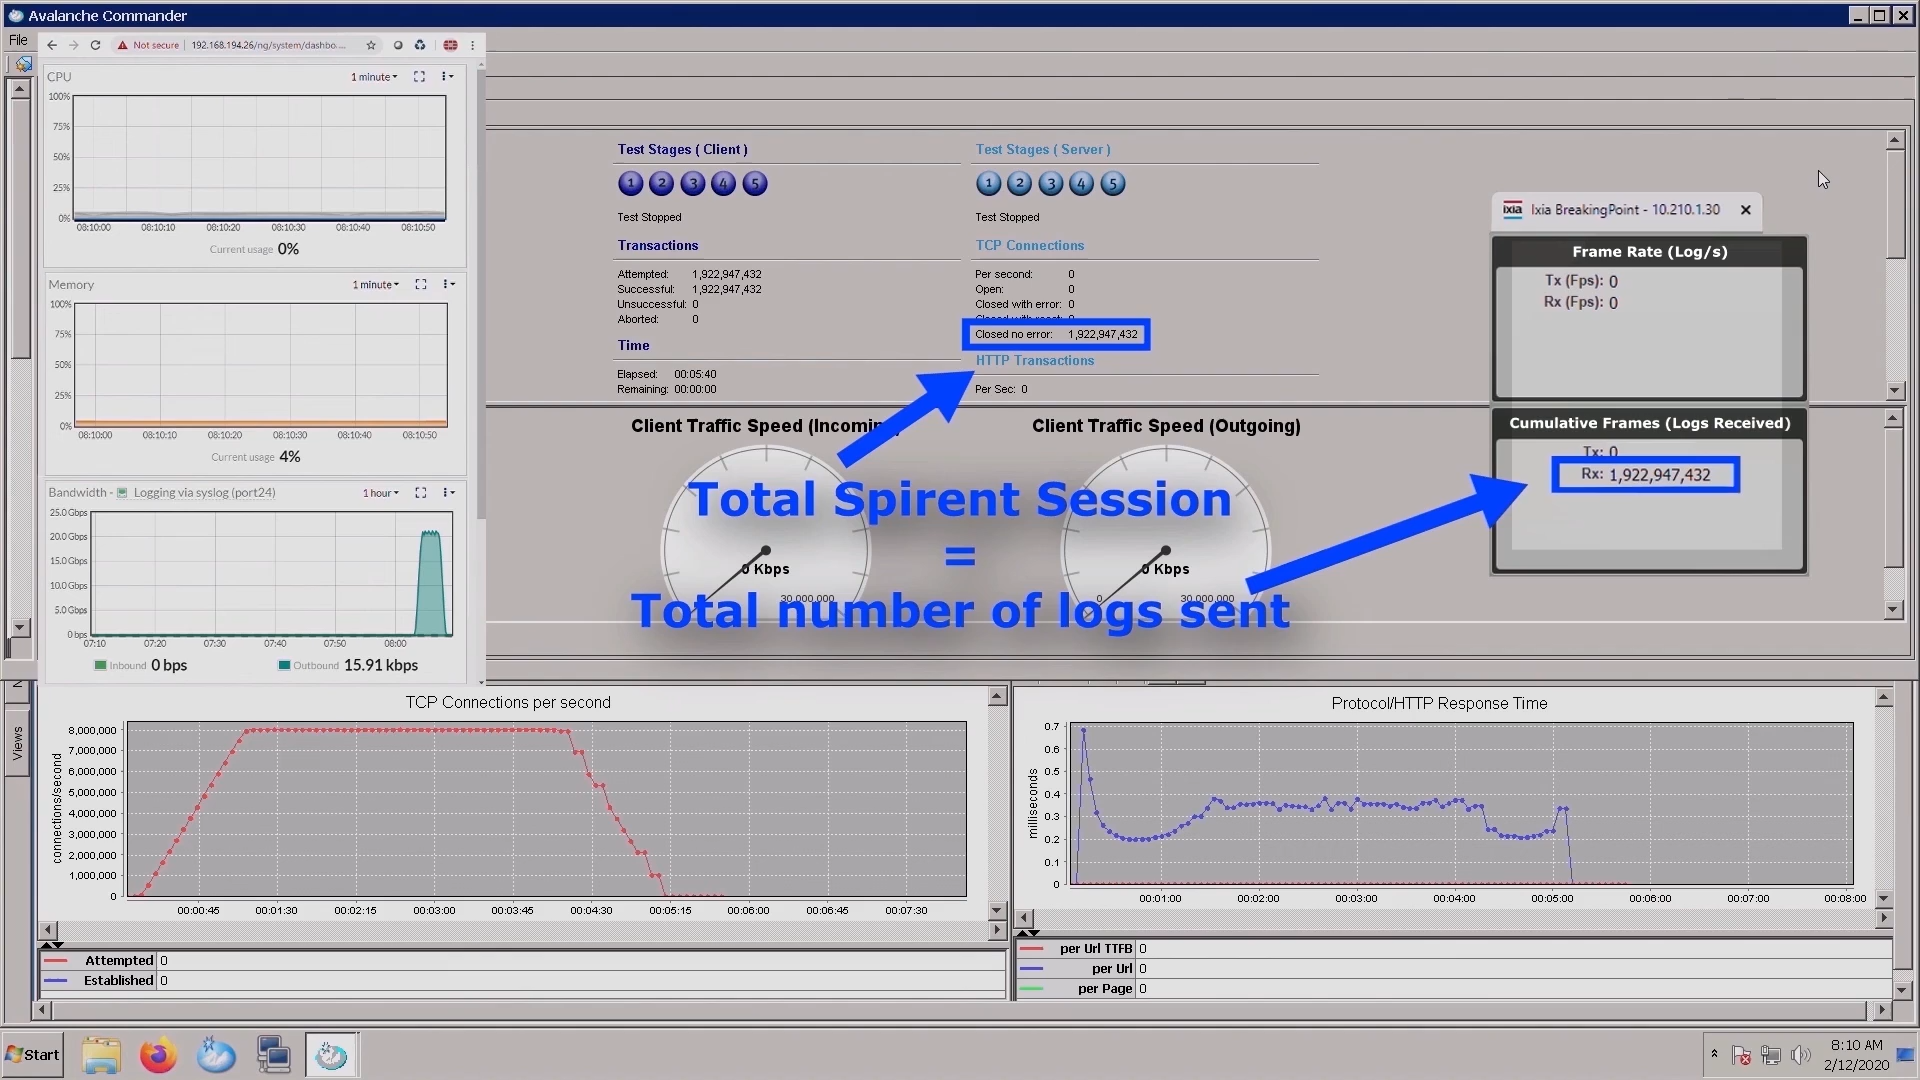 Avalanche Commander
File
Not secure
192.168.194.26/ng/system/dashbo...
CPU
1 minute
100%
75%
50%
25%
0%
08:10:00 08:10:10 08:10:20 08:10:30 08:10:40 08:10:50
Current usage 0%
Memory
1 minute
100%
75%
50%
25%
0%
08:10:00 08:10:10 08:10:20 08:10:30 08:10:40 08:10:50
Current usage 4%
Bandwidth - Logging via syslog (port24)
1 hour
25.0 Gbps
20.0 Gbps
15.0 Gbps
10.0 Gbps
5.0 Gbps
0 bps
07:10 07:20 07:30 07:40 07:50 08:00
Inbound 0 bps
Outbound 15.91 kbps
Test Stages ( Client )
1 2 3 4 5
Test Stopped
Transactions
Attempted: 1,922,947,432
Successful: 1,922,947,432
Unsuccessful: 0
Aborted: 0
Time
Elapsed: 00:05:40
Remaining: 00:00:00
Test Stages ( Server )
1 2 3 4 5
Test Stopped
TCP Connections
Per second: 0
Open: 0
Closed with error: 0
Closed with reset: 0
Closed no error: 1,922,947,432
HTTP Transactions
Per Sec: 0
ixia Ixia BreakingPoint - 10.210.1.30
Frame Rate (Log/s)
Tx (Fps): 0
Rx (Fps): 0
Cumulative Frames (Logs Received)
Tx: 0
Rx: 1,922,947,432
Client Traffic Speed (Incoming)
0 Kbps
30,000,000
Client Traffic Speed (Outgoing)
0 Kbps
0
30,000,000
Total Spirent Session
=
Total number of logs sent
Views
TCP Connections per second
connections/second
8,000,000
7,000,000
6,000,000
5,000,000
4,000,000
3,000,000
2,000,000
1,000,000
0
00:00:45 00:01:30 00:02:15 00:03:00 00:03:45 00:04:30 00:05:15 00:06:00 00:06:45 00:07:30
Attempted 0
Established 0
Protocol/HTTP Response Time
milliseconds
0.7
0.6
0.5
0.4
0.3
0.2
0.1
0
00:01:00 00:02:00 00:03:00 00:04:00 00:05:00 00:06:00 00:07:00 00:08:00
per Url TTFB 0
per Url 0
per Page 0
Start
8:10 AM
2/12/2020